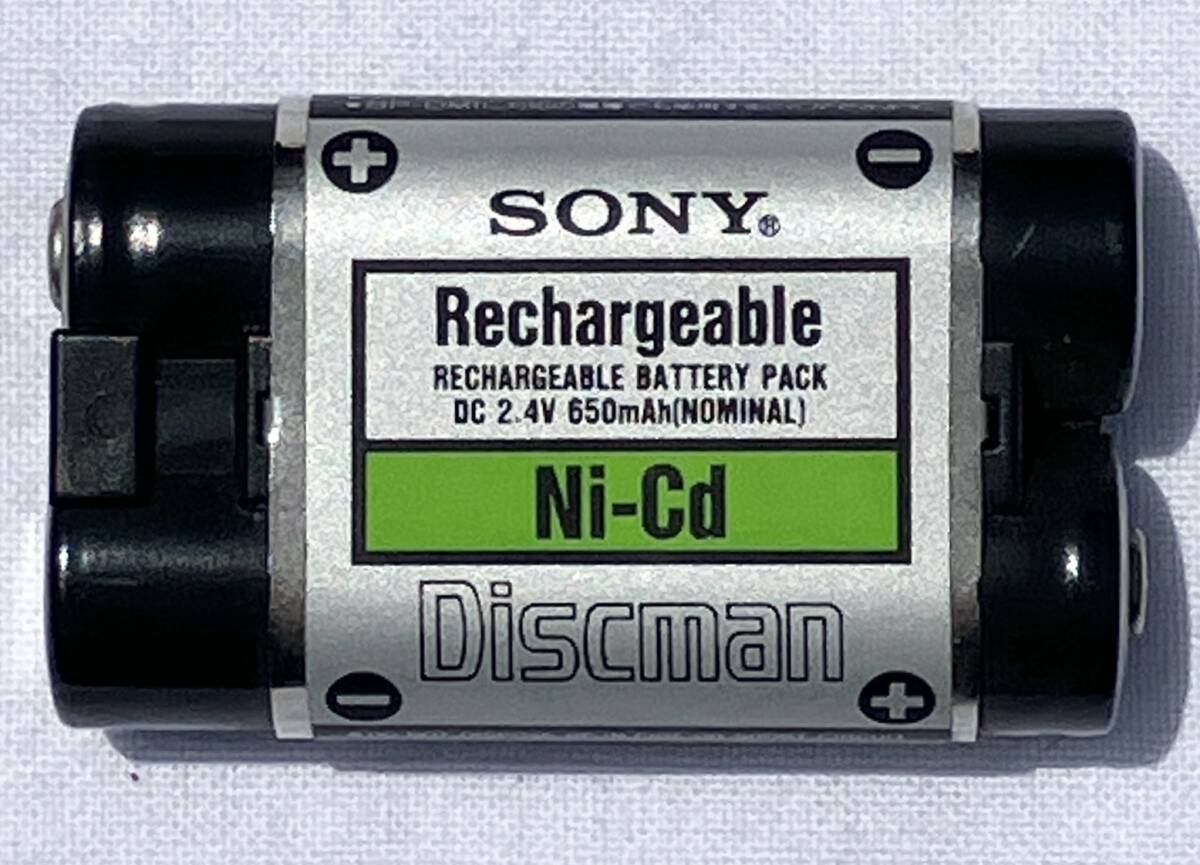 SONY®
Rechargeable
RECHARGEABLE BATTERY PACK
DC 2.4V 650mAh(NOMINAL)
Ni-Cd
Discman